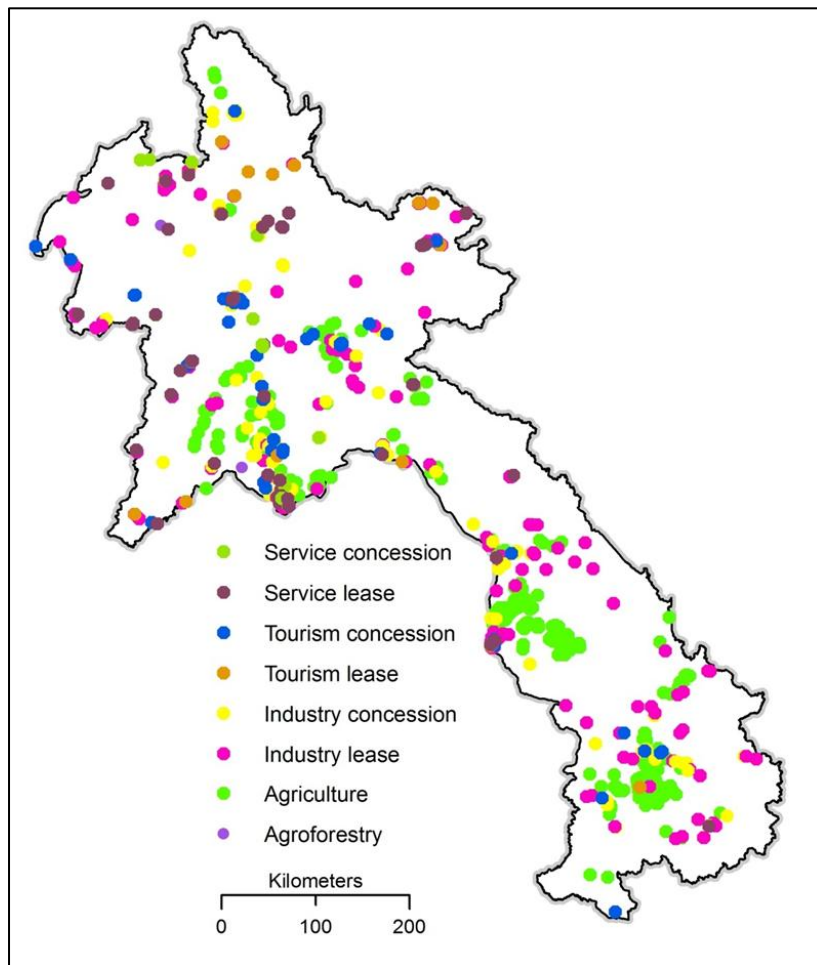 Service concession
Service lease
Tourism concession
Tourism lease
Industry concession
Industry lease
Agriculture
Agroforestry
Kilometers
0 100 200